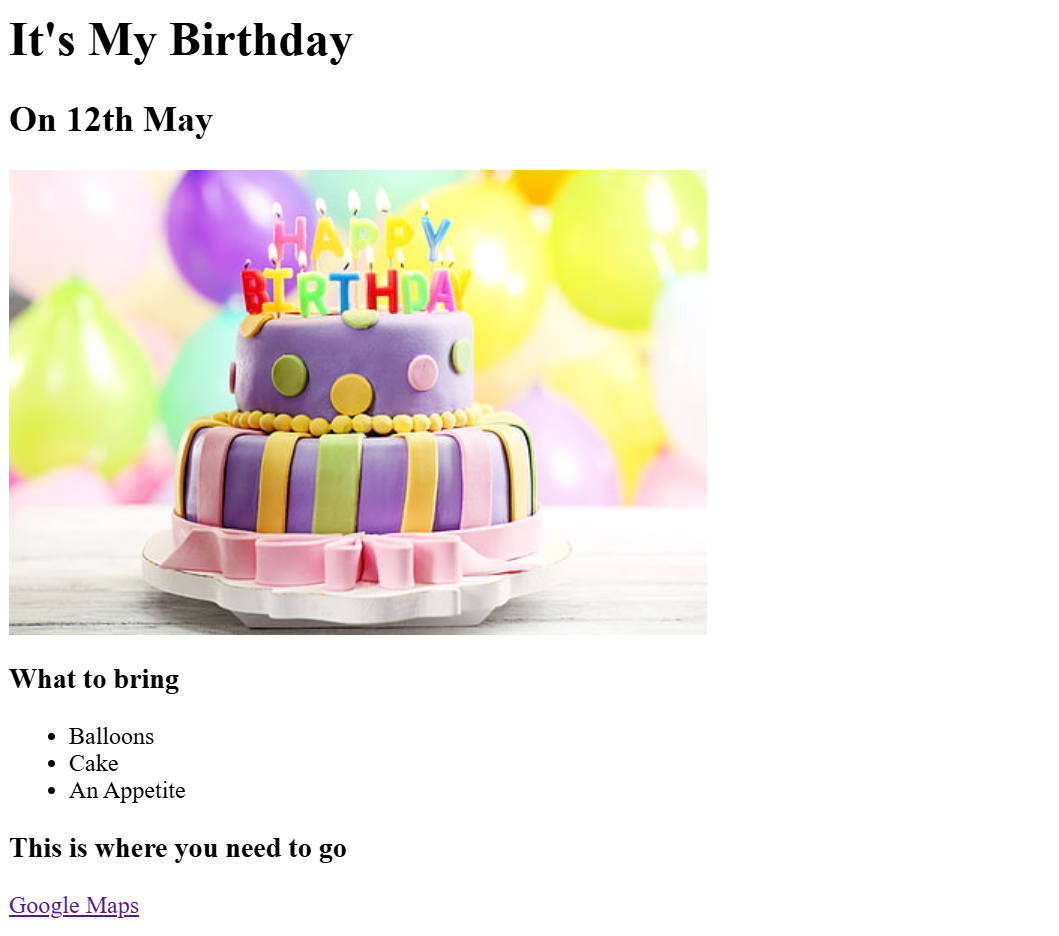 It's My Birthday
On 12th May
HAPPY
BIRTHDAY
What to bring
Balloons
Cake
An Appetite
This is where you need to go
Google Maps